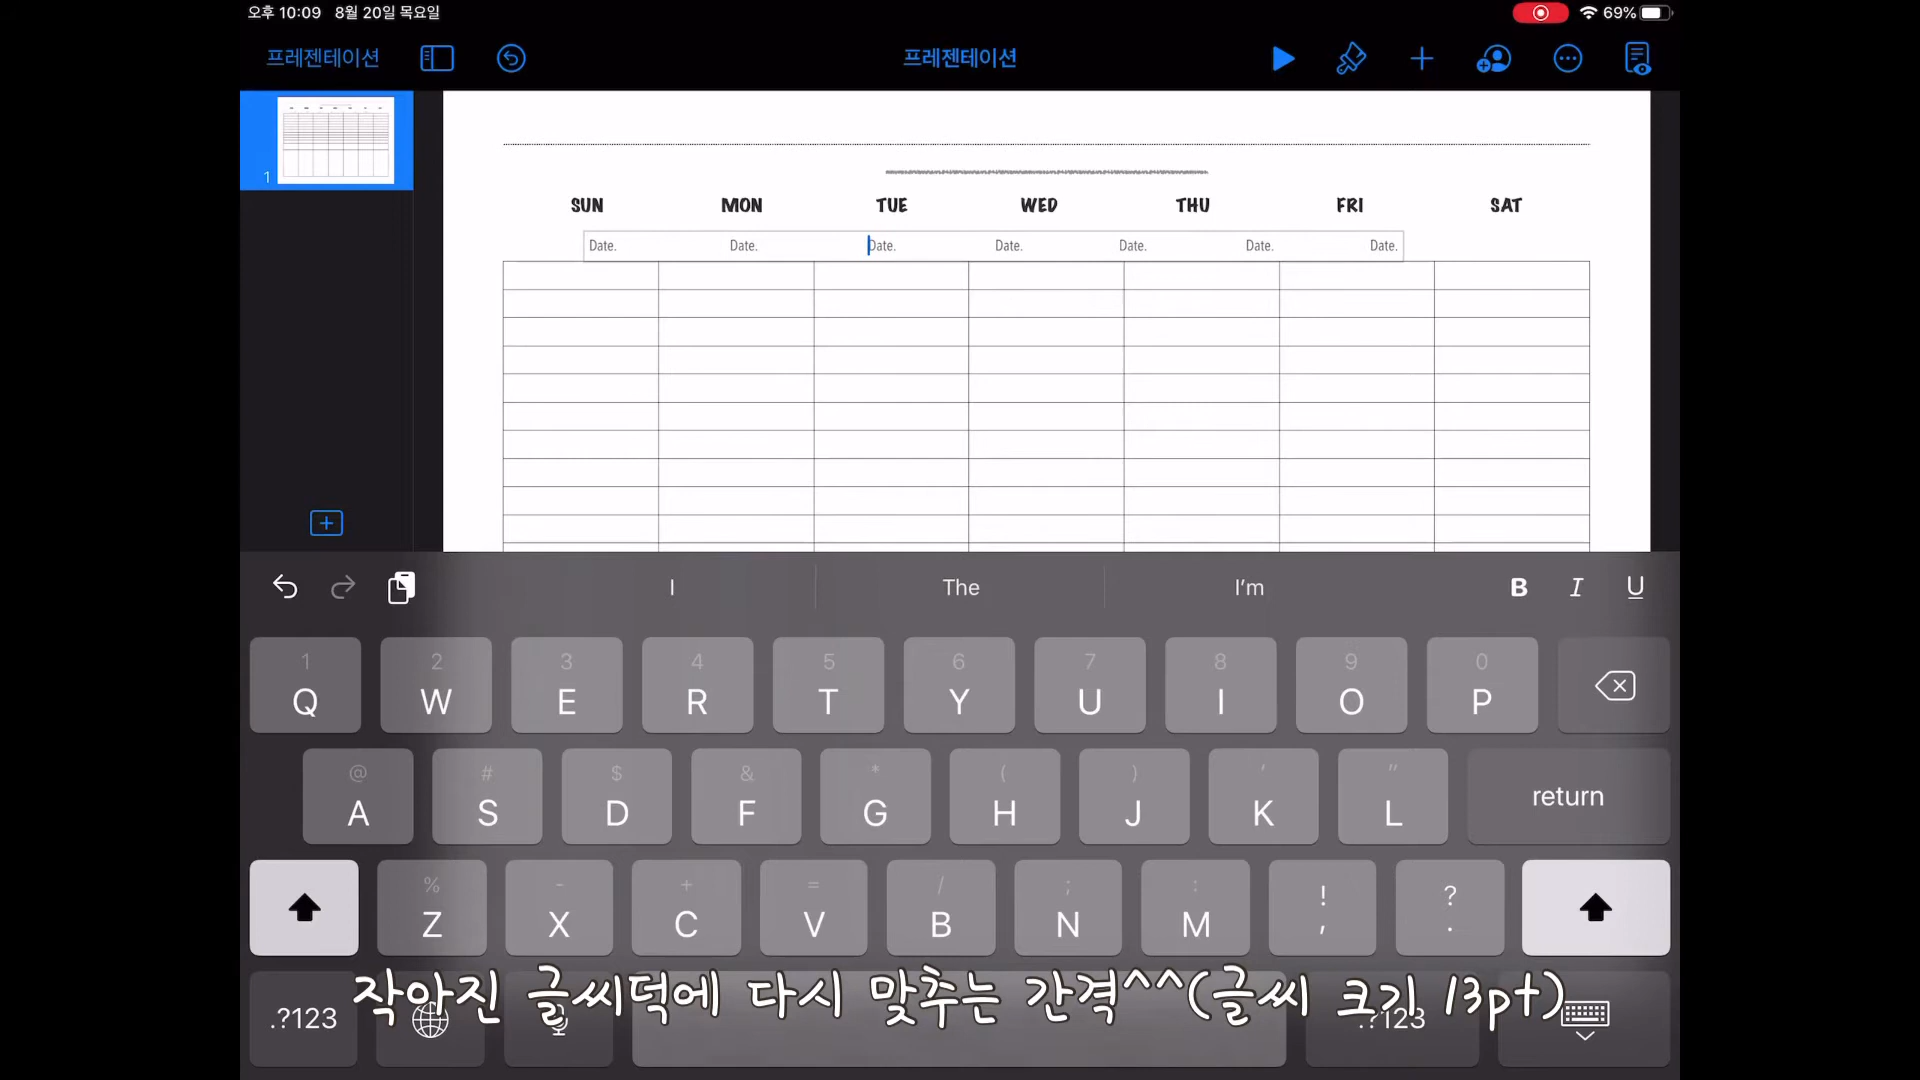 오후 10:09 8월 20일 목요일 69%
프레젠테이션 프레젠테이션
1
SUN MON TUE WED THU FRI SAT
Date. Date. Date. Date. Date. Date. Date.
I The I'm B I U
1 2 3 4 5 6 7 8 9 0
Q W E R T Y U I O P
@ # $ & * ( ) ' "
A S D F G H J K L return
% - + = / ; : ! ?
Z X C V B N M , .
작아진 글씨덕에 다시 맞추는 간격^^(글씨 크기 13pt)
.?123 .?123